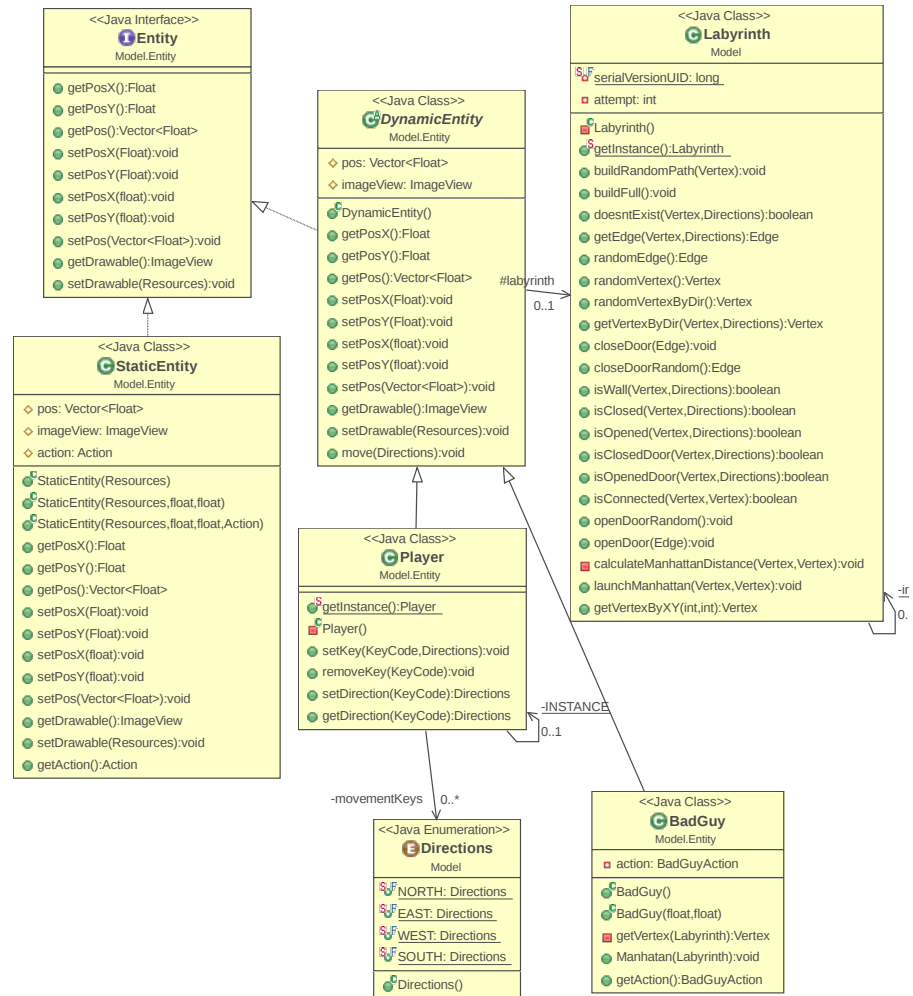 <<Java Interface>>
Entity
Model.Entity
getPosX():Float
getPosY():Float
getPos():Vector<Float>
setPosX(Float):void
setPosY(Float):void
setPosX(float):void
setPosY(float):void
setPos(Vector<Float>):void
getDrawable():ImageView
setDrawable(Resources):void
<<Java Class>>
StaticEntity
Model.Entity
pos: Vector<Float>
imageView: ImageView
action: Action
StaticEntity(Resources)
StaticEntity(Resources,float,float)
StaticEntity(Resources,float,float,Action)
getPosX():Float
getPosY():Float
getPos():Vector<Float>
setPosX(Float):void
setPosY(Float):void
setPosX(float):void
setPosY(float):void
setPos(Vector<Float>):void
getDrawable():ImageView
setDrawable(Resources):void
getAction():Action
<<Java Class>>
DynamicEntity
Model.Entity
pos: Vector<Float>
imageView: ImageView
DynamicEntity()
getPosX():Float
getPosY():Float
getPos():Vector<Float>
setPosX(Float):void
setPosY(Float):void
setPosX(float):void
setPosY(float):void
setPos(Vector<Float>):void
getDrawable():ImageView
setDrawable(Resources):void
move(Directions):void
#labyrinth
0..1
<<Java Class>>
Labyrinth
Model
serialVersionUID: long
attempt: int
Labyrinth()
getInstance():Labyrinth
buildRandomPath(Vertex):void
buildFull():void
doesntExist(Vertex,Directions):boolean
getEdge(Vertex,Directions):Edge
randomEdge():Edge
randomVertex():Vertex
randomVertexByDir():Vertex
getVertexByDir(Vertex,Directions):Vertex
closeDoor(Edge):void
closeDoorRandom():Edge
isWall(Vertex,Directions):boolean
isClosed(Vertex,Directions):boolean
isOpened(Vertex,Directions):boolean
isClosedDoor(Vertex,Directions):boolean
isOpenedDoor(Vertex,Directions):boolean
isConnected(Vertex,Vertex):boolean
openDoorRandom():void
openDoor(Edge):void
calculateManhattanDistance(Vertex,Vertex):void
launchManhattan(Vertex,Vertex):void
getVertexByXY(int,int):Vertex
<<Java Class>>
Player
Model.Entity
getInstance():Player
Player()
setKey(KeyCode,Directions):void
removeKey(KeyCode):void
setDirection(KeyCode):Directions
getDirection(KeyCode):Directions
-INSTANCE
0..1
-movementKeys
0..*
<<Java Enumeration>>
Directions
Model
NORTH: Directions
EAST: Directions
WEST: Directions
SOUTH: Directions
Directions()
<<Java Class>>
BadGuy
Model.Entity
action: BadGuyAction
BadGuy()
BadGuy(float,float)
getVertex(Labyrinth):Vertex
Manhatan(Labyrinth):void
getAction():BadGuyAction